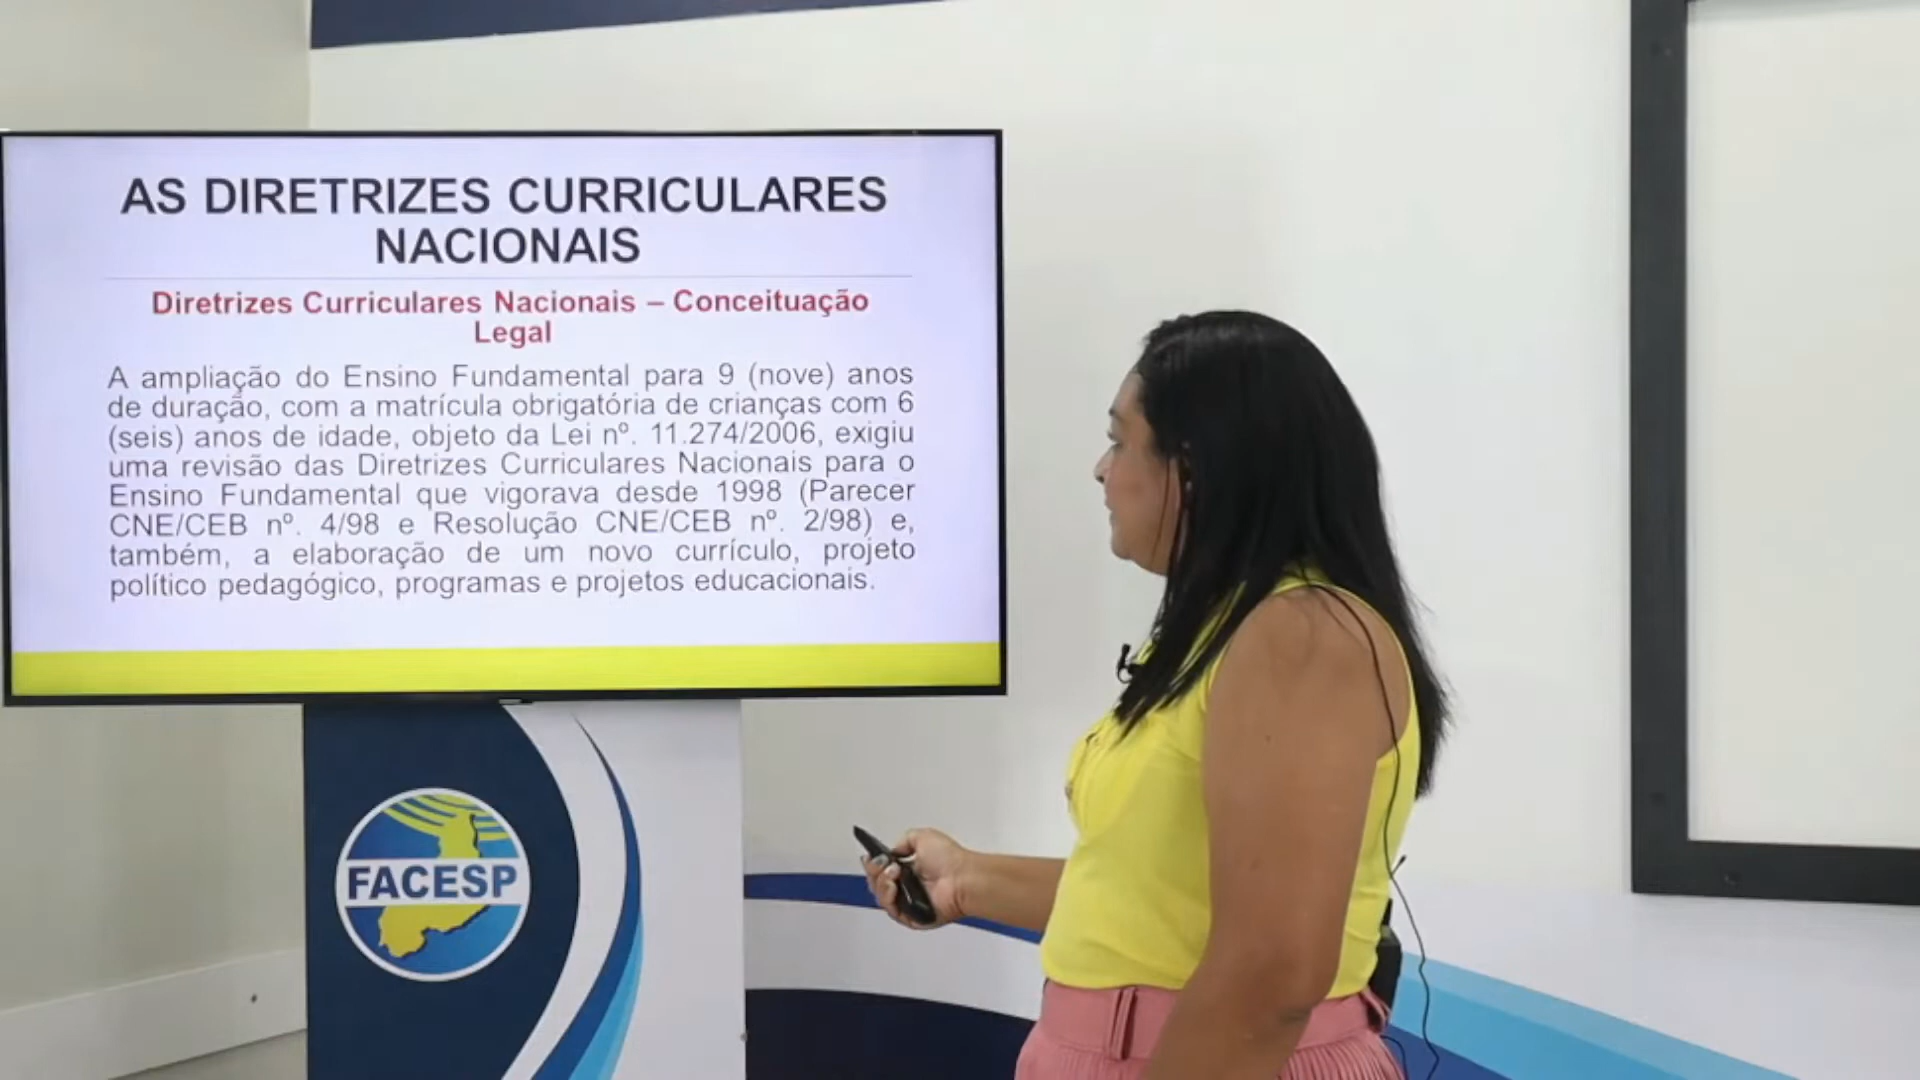 AS DIRETRIZES CURRICULARES
NACIONAIS
Diretrizes Curriculares Nacionais – Conceituação
Legal
A ampliação do Ensino Fundamental para 9 (nove) anos
de duração, com a matrícula obrigatória de crianças com 6
(seis) anos de idade, objeto da Lei nº. 11.274/2006, exigiu
uma revisão das Diretrizes Curriculares Nacionais para o
Ensino Fundamental que vigorava desde 1998 (Parecer
CNE/CEB nº. 4/98 e Resolução CNE/CEB nº. 2/98) e,
também, a elaboração de um novo currículo, projeto
político pedagógico, programas e projetos educacionais.
FACESP